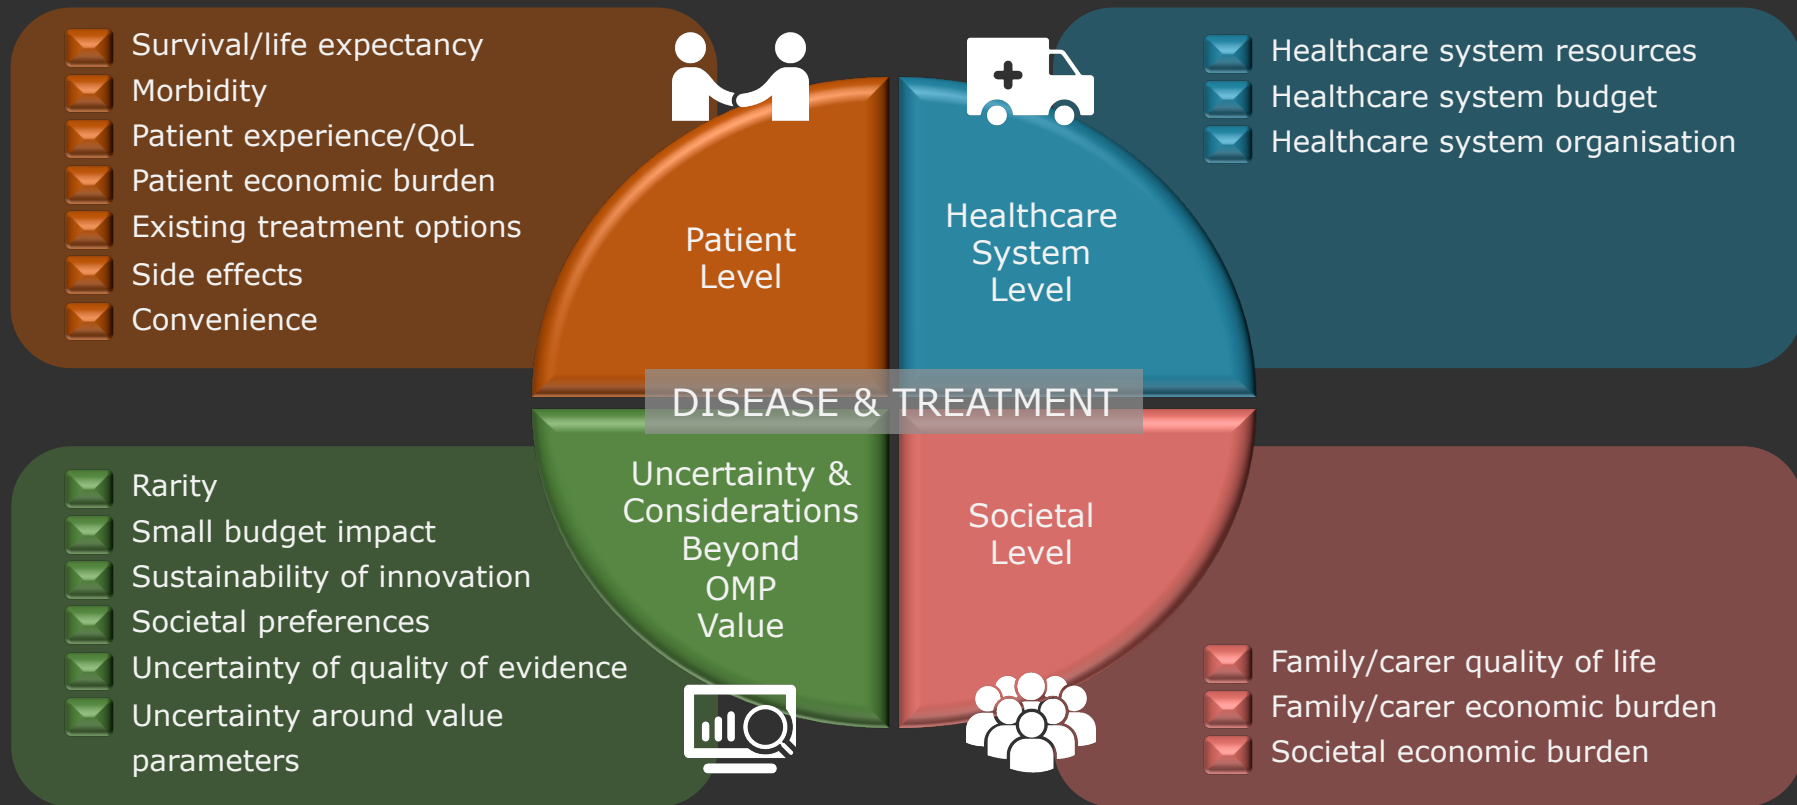 Survival/life expectancy
Morbidity
Patient experience/QoL
Patient economic burden
Existing treatment options
Side effects
Convenience
Patient
Level
Healthcare
System
Level
Healthcare system resources
Healthcare system budget
Healthcare system organisation
DISEASE & TREATMENT
Rarity
Small budget impact
Sustainability of innovation
Societal preferences
Uncertainty of quality of evidence
Uncertainty around value
parameters
Uncertainty &
Considerations
Beyond
OMP
Value
Societal
Level
Family/carer quality of life
Family/carer economic burden
Societal economic burden